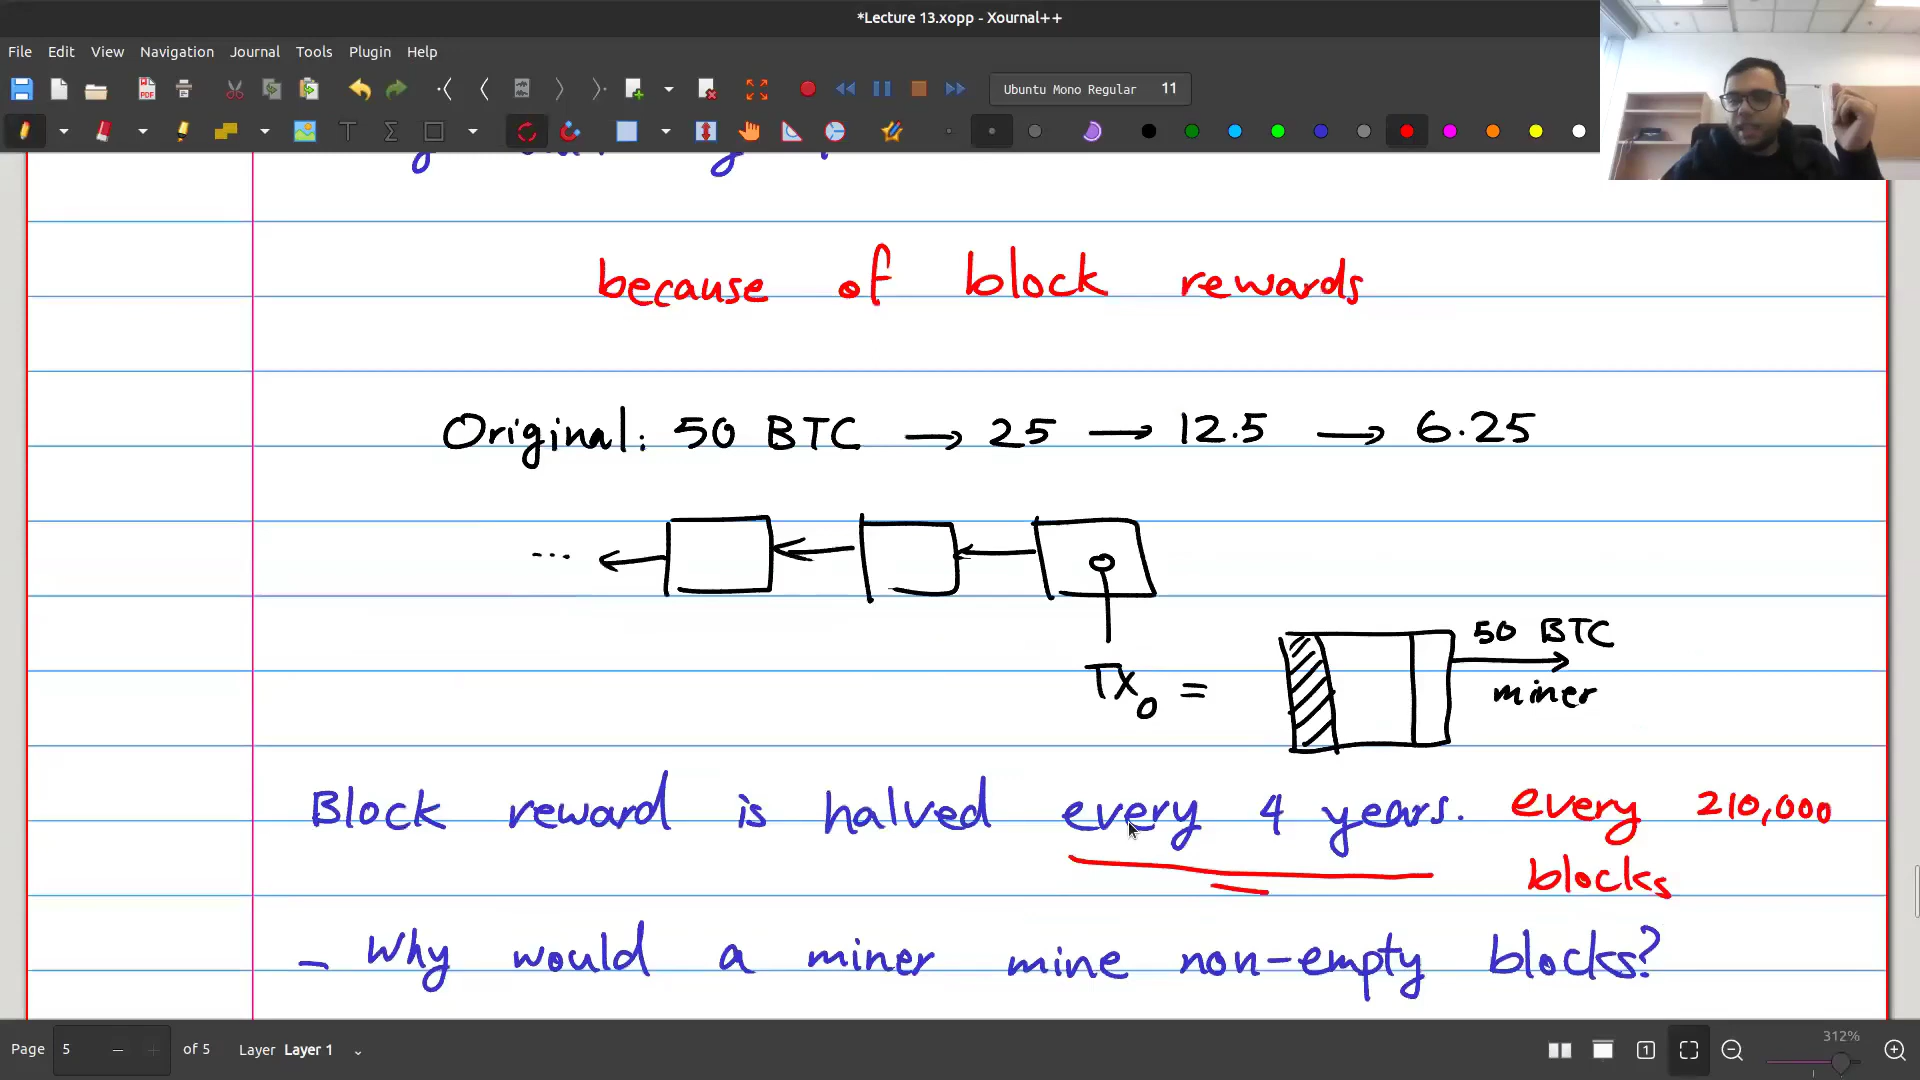 *Lecture 13.xopp - Xournal++
File Edit View Navigation Journal Tools Plugin Help
Ubuntu Mono Regular 11
because of block rewards
Original: 50 BTC → 25 → 12.5 → 6.25
...
50 BTC
TX0 =
miner
Block reward is halved every 4 years. every 210,000
blocks
- Why would a miner mine non-empty blocks?
Page 5 of 5 Layer Layer 1
1
312%